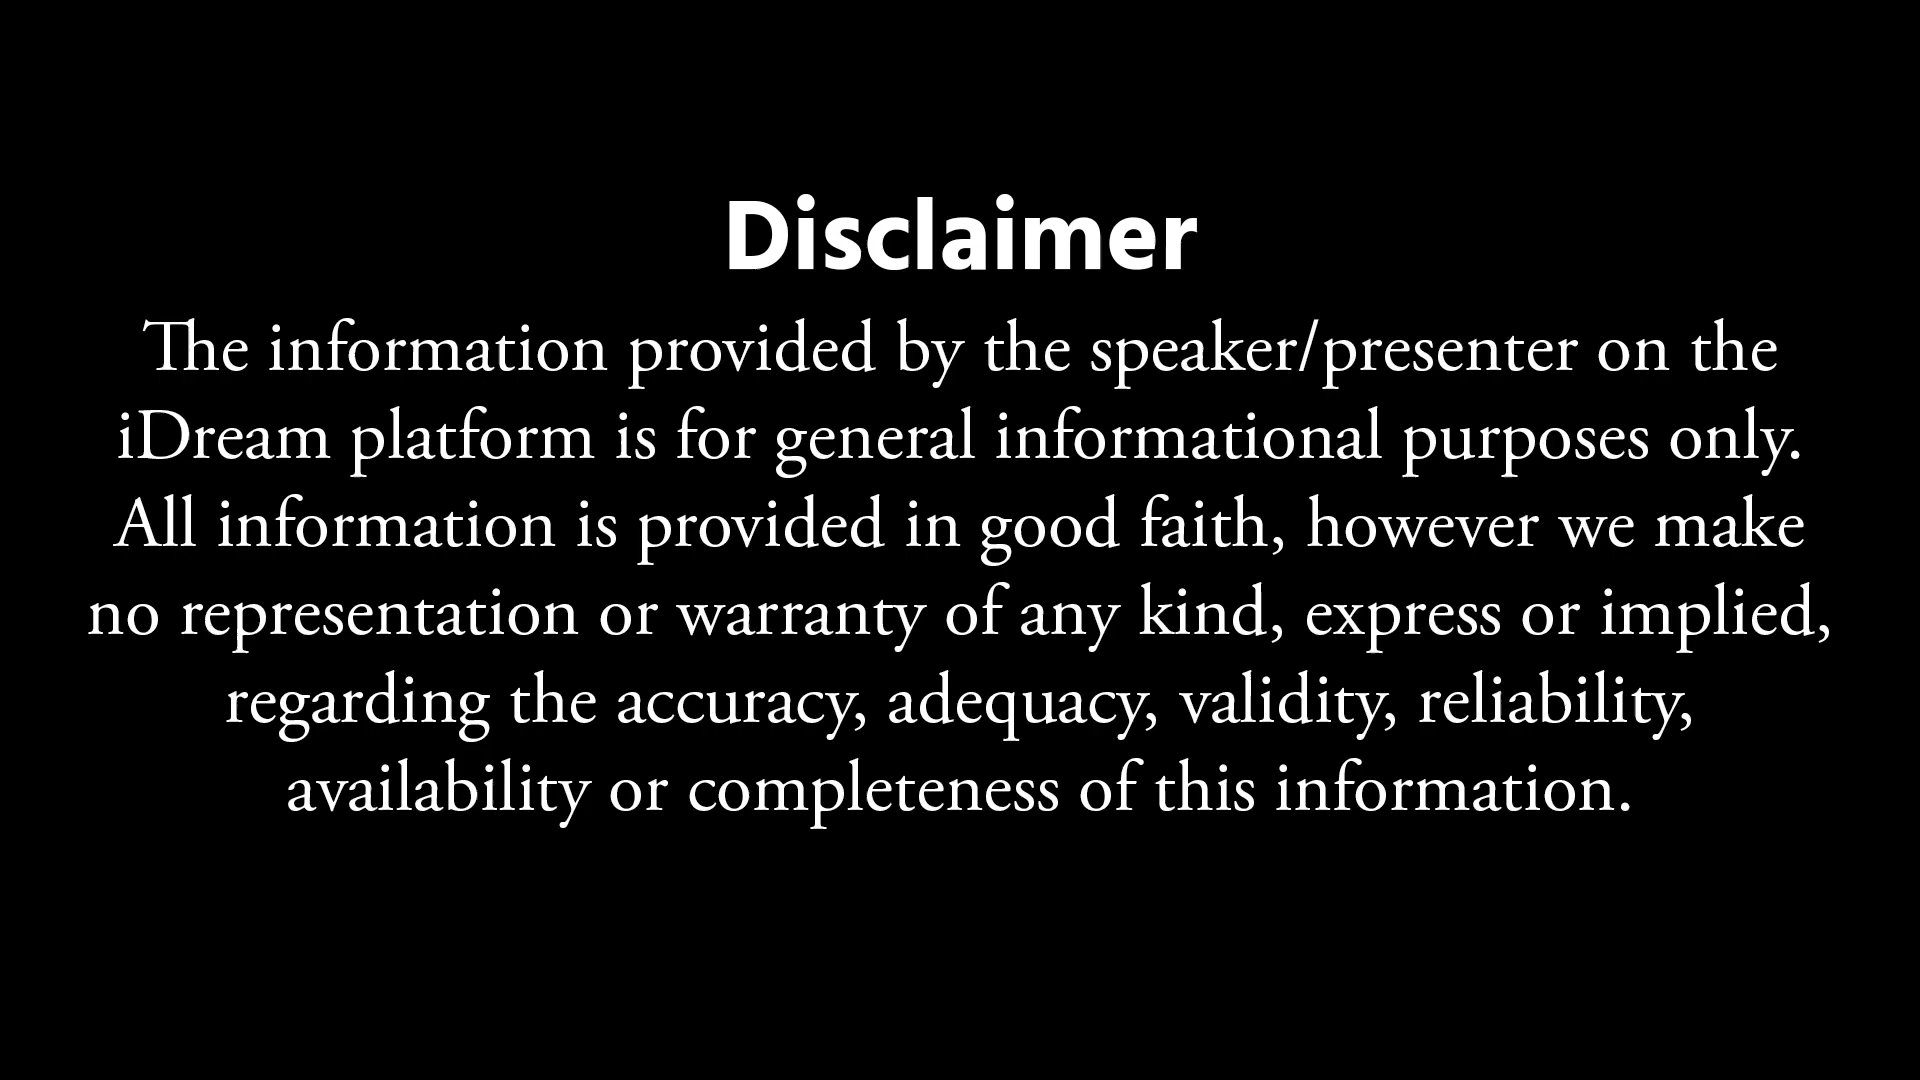 Disclaimer
The information provided by the speaker/presenter on the
iDream platform is for general informational purposes only.
All information is provided in good faith, however we make
no representation or warranty of any kind, express or implied,
regarding the accuracy, adequacy, validity, reliability,
availability or completeness of this information.